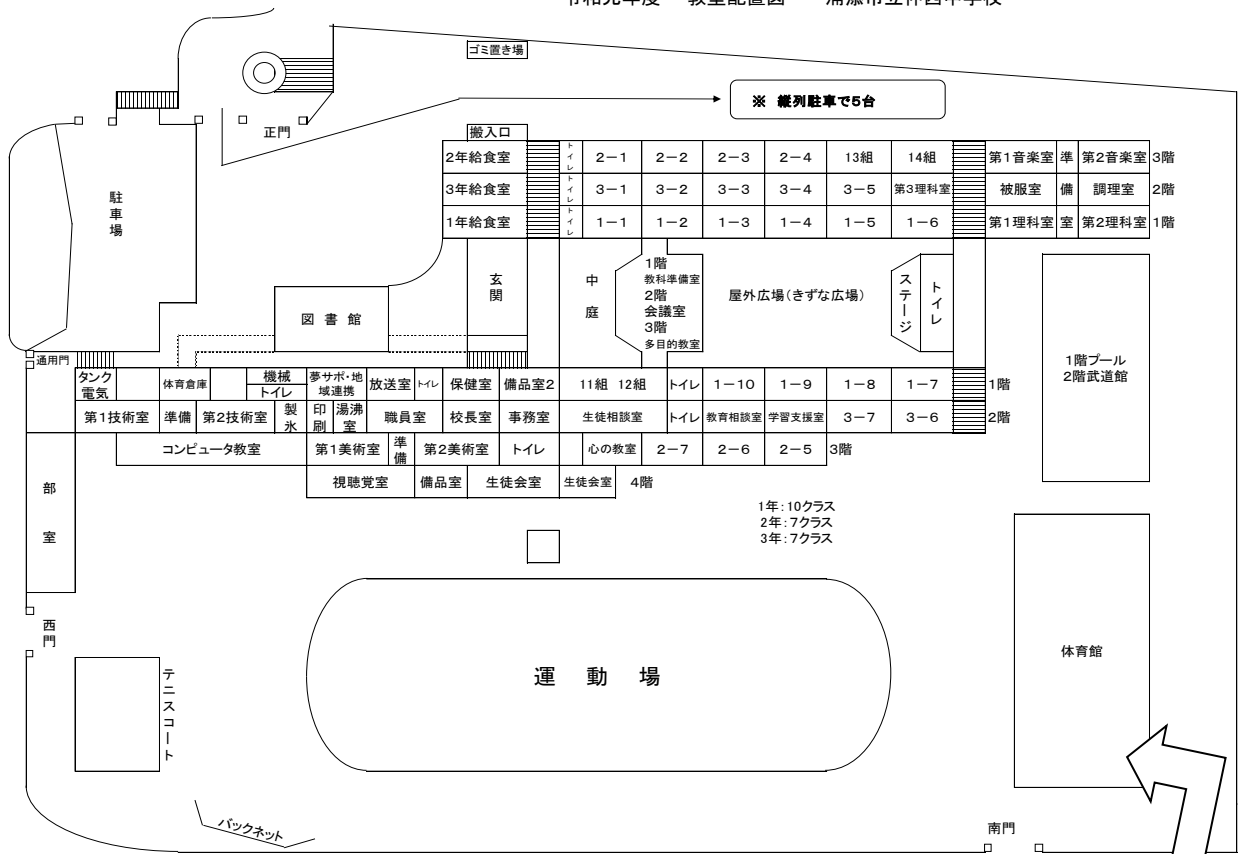 ゴミ置き場
※ 縦列駐車で5台
正門
搬入口
2年給食室 トイレ 2-1 2-2 2-3 2-4 13組 14組 第1音楽室 準 第2音楽室 3階
3年給食室 トイレ 3-1 3-2 3-3 3-4 3-5 第3理科室 被服室 備 調理室 2階
1年給食室 トイレ 1-1 1-2 1-3 1-4 1-5 1-6 第1理科室 室 第2理科室 1階
駐車場
図書館
玄関
中庭
1階
教科準備室
2階
会議室
3階
多目的教室
屋外広場(きずな広場)
ステージ
トイレ
1階プール
2階武道館
通用門
タンク電気 体育倉庫 機械 トイレ 夢サポ・地域連携 放送室 トイレ 保健室 備品室2 11組 12組 トイレ 1-10 1-9 1-8 1-7 1階
第1技術室 準備 第2技術室 製氷 印刷 湯沸室 職員室 校長室 事務室 生徒相談室 トイレ 教育相談室 学習支援室 3-7 3-6 2階
コンピュータ教室 第1美術室 準備 第2美術室 トイレ 心の教室 2-7 2-6 2-5 3階
視聴覚室 備品室 生徒会室 生徒会室 4階
部室
1年:10クラス
2年:7クラス
3年:7クラス
西門
テニスコート
運動場
体育館
バックネット
南門